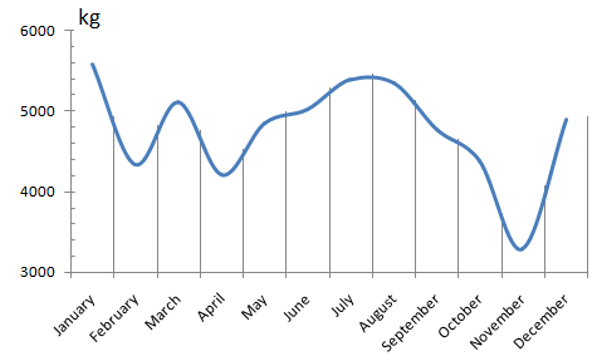 kg
6000
5000
4000
3000
January
February
March
April
May
June
July
August
September
October
November
December